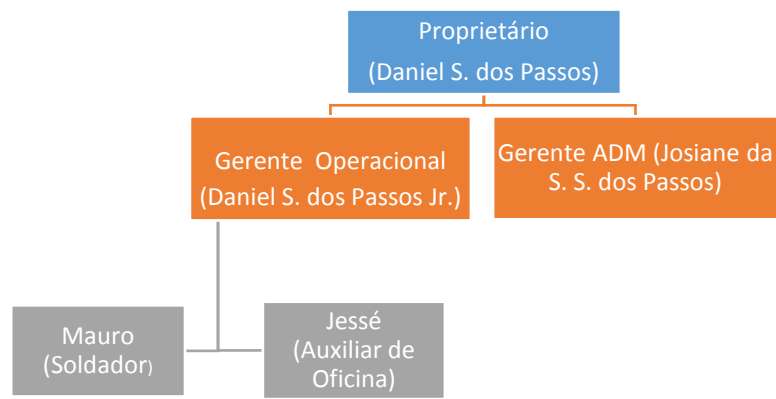 Proprietário
(Daniel S. dos Passos)
Gerente Operacional
(Daniel S. dos Passos Jr.)
Gerente ADM (Josiane da
S. S. dos Passos)
Mauro
(Soldador)
Jessé
(Auxiliar de
Oficina)